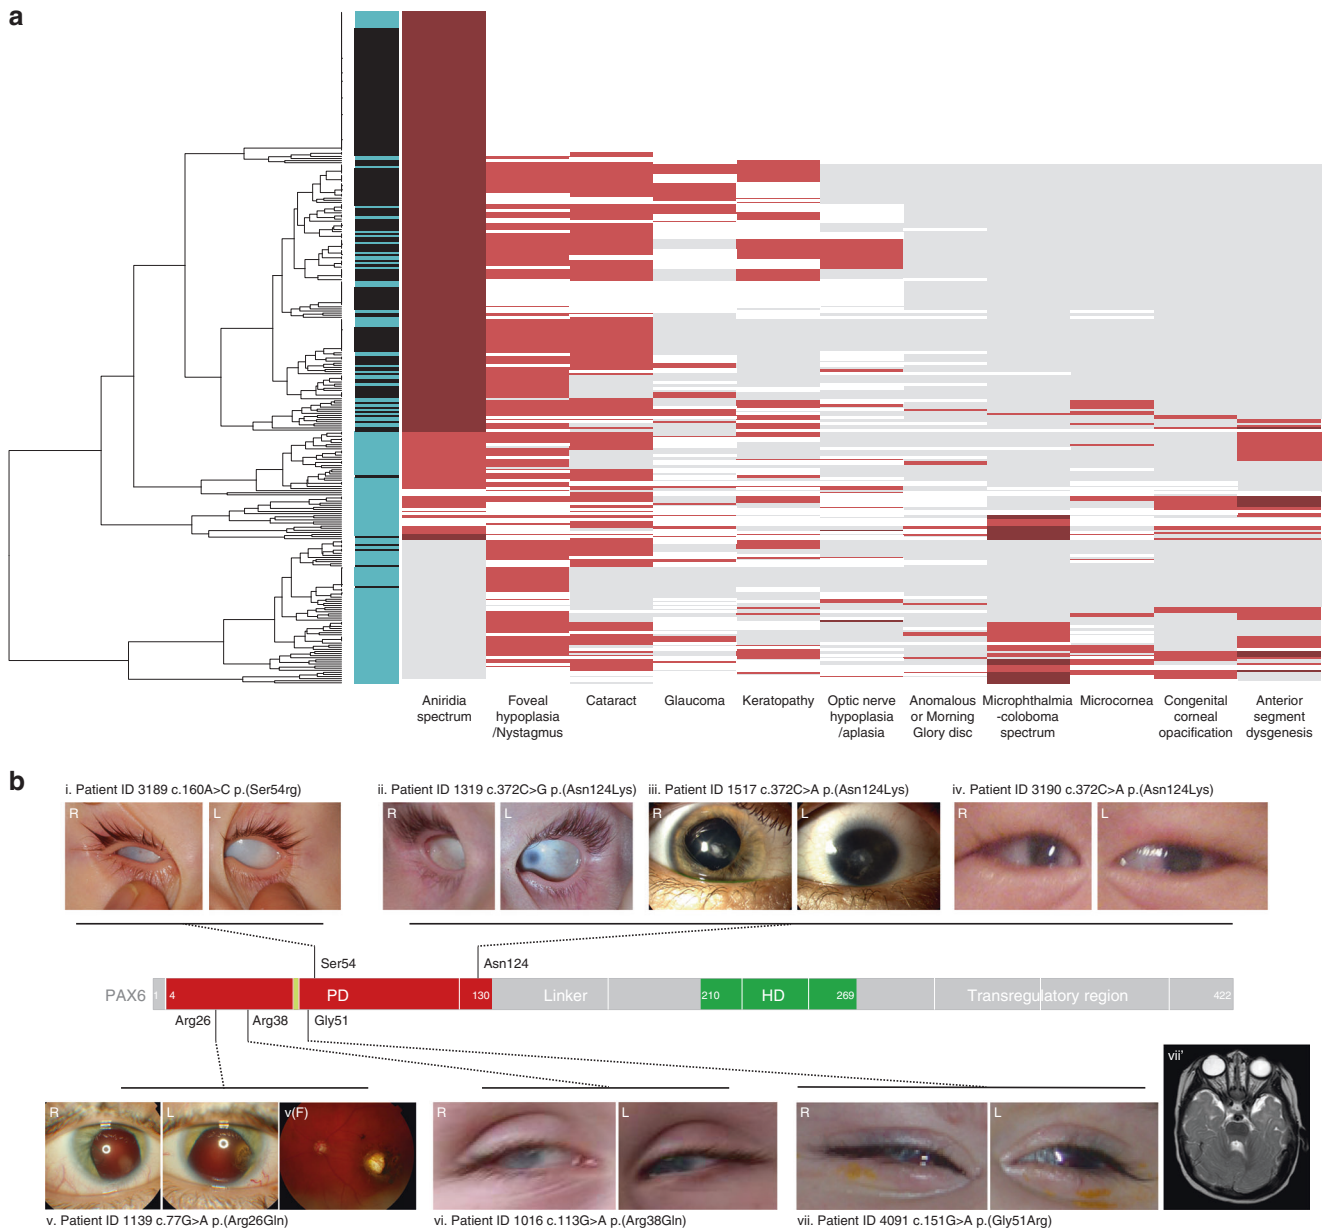 a
Aniridia
spectrum
Foveal
hypoplasia
/Nystagmus
Cataract
Glaucoma
Keratopathy
Optic nerve
hypoplasia
/aplasia
Anomalous
or Morning
Glory disc
Microphthalmia
-coloboma
spectrum
Microcornea
Congenital
corneal
opacification
Anterior
segment
dysgenesis
b
i. Patient ID 3189 c.160A>C p.(Ser54rg)
R
L
ii. Patient ID 1319 c.372C>G p.(Asn124Lys)
R
L
iii. Patient ID 1517 c.372C>A p.(Asn124Lys)
R
L
iv. Patient ID 3190 c.372C>A p.(Asn124Lys)
R
L
Ser54
Asn124
PAX6
1
4
PD
130
Linker
210
HD
269
Transregulatory region
422
Arg26
Arg38
Gly51
R
L
v(F)
v. Patient ID 1139 c.77G>A p.(Arg26Gln)
R
L
vi. Patient ID 1016 c.113G>A p.(Arg38Gln)
R
L
vii. Patient ID 4091 c.151G>A p.(Gly51Arg)
vii'